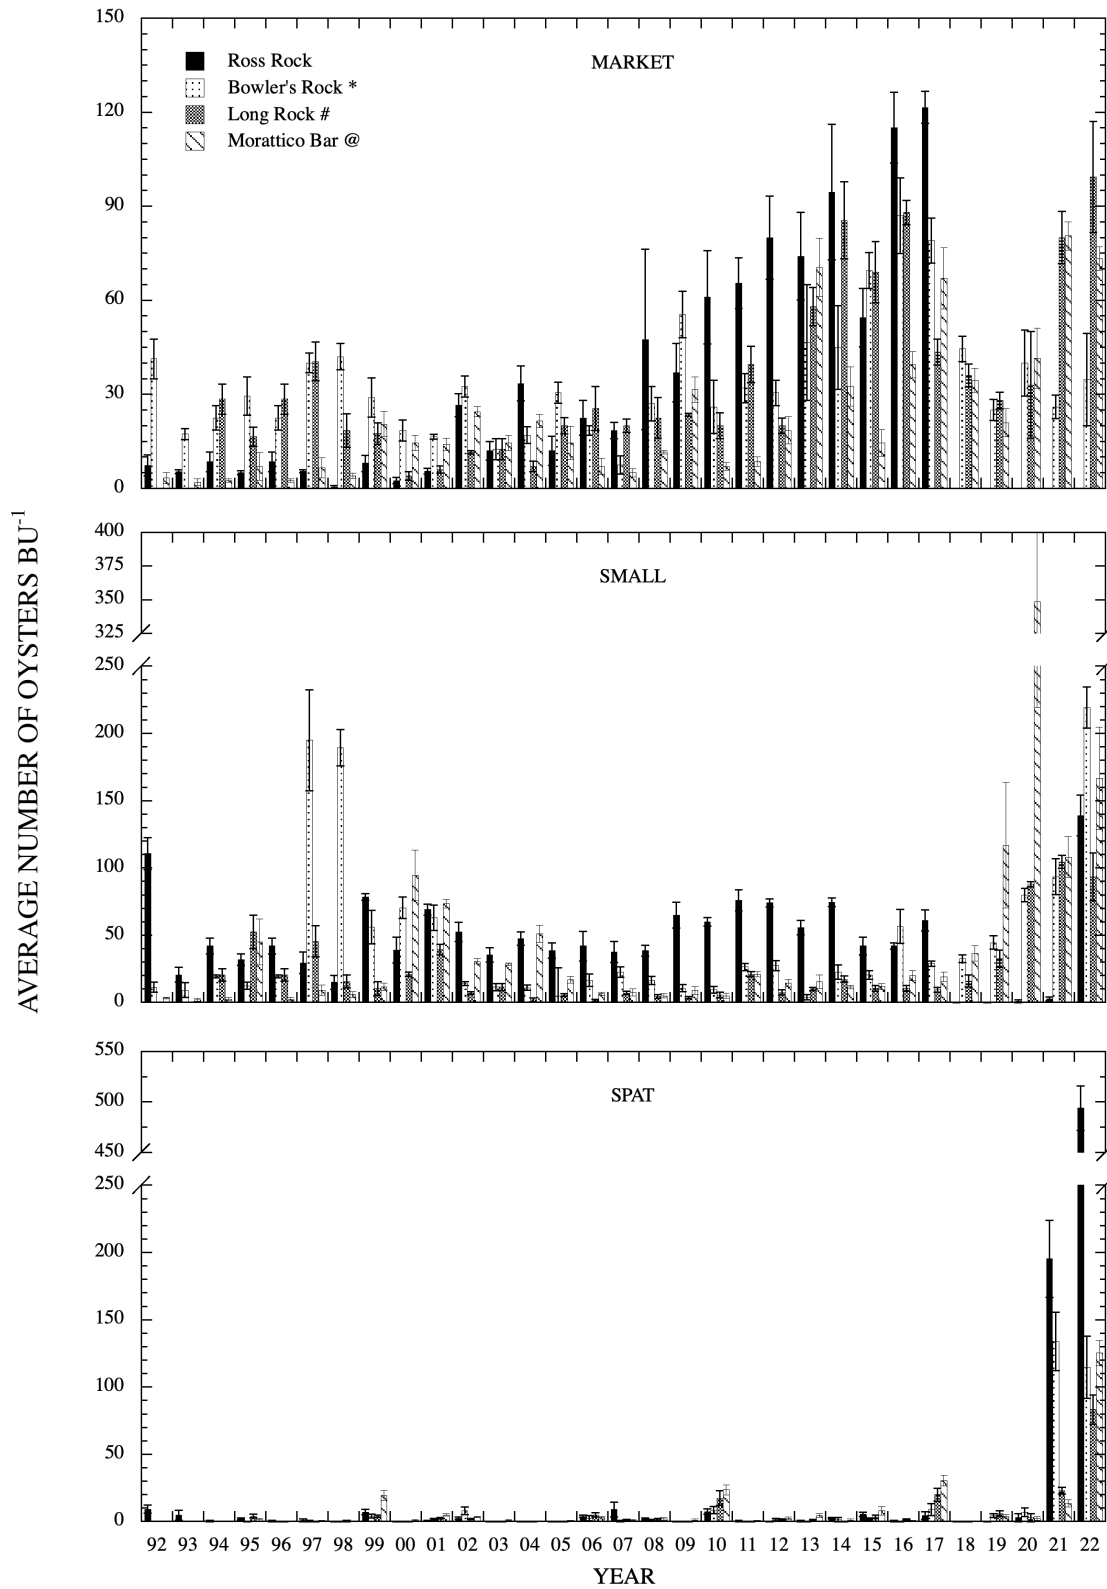 150
120
90
60
30
0
MARKET
Ross Rock
Bowler's Rock *
Long Rock #
Morattico Bar @
AVERAGE NUMBER OF OYSTERS BU-1
400
375
350
325
250
200
150
100
50
0
SMALL
550
500
450
250
200
150
100
50
0
SPAT
92 93 94 95 96 97 98 99 00 01 02 03 04 05 06 07 08 09 10 11 12 13 14 15 16 17 18 19 20 21 22
YEAR